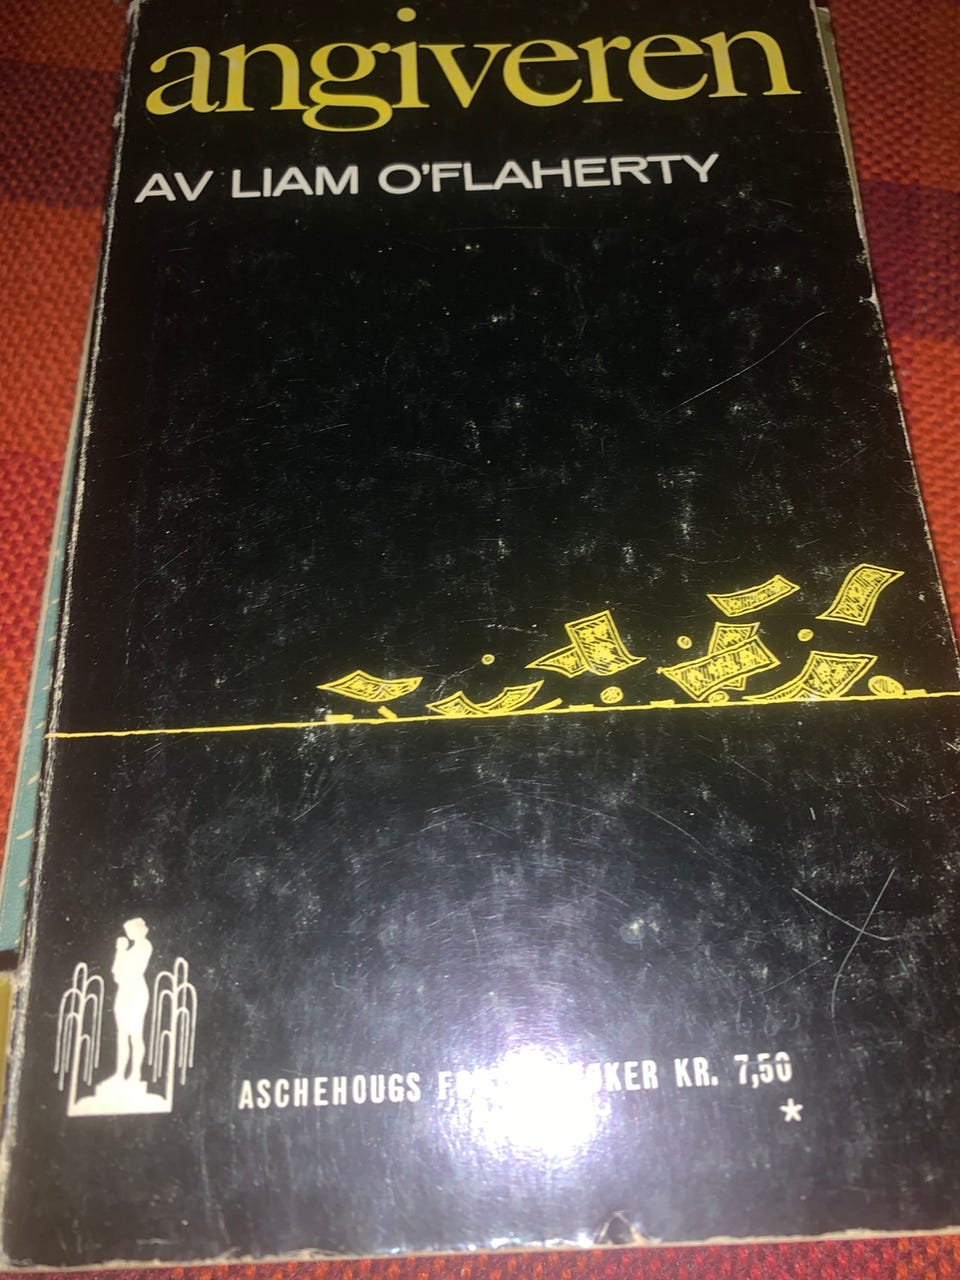 angiveren
AV LIAM O'FLAHERTY
ASCHEHOUGS KR. 7,50
*